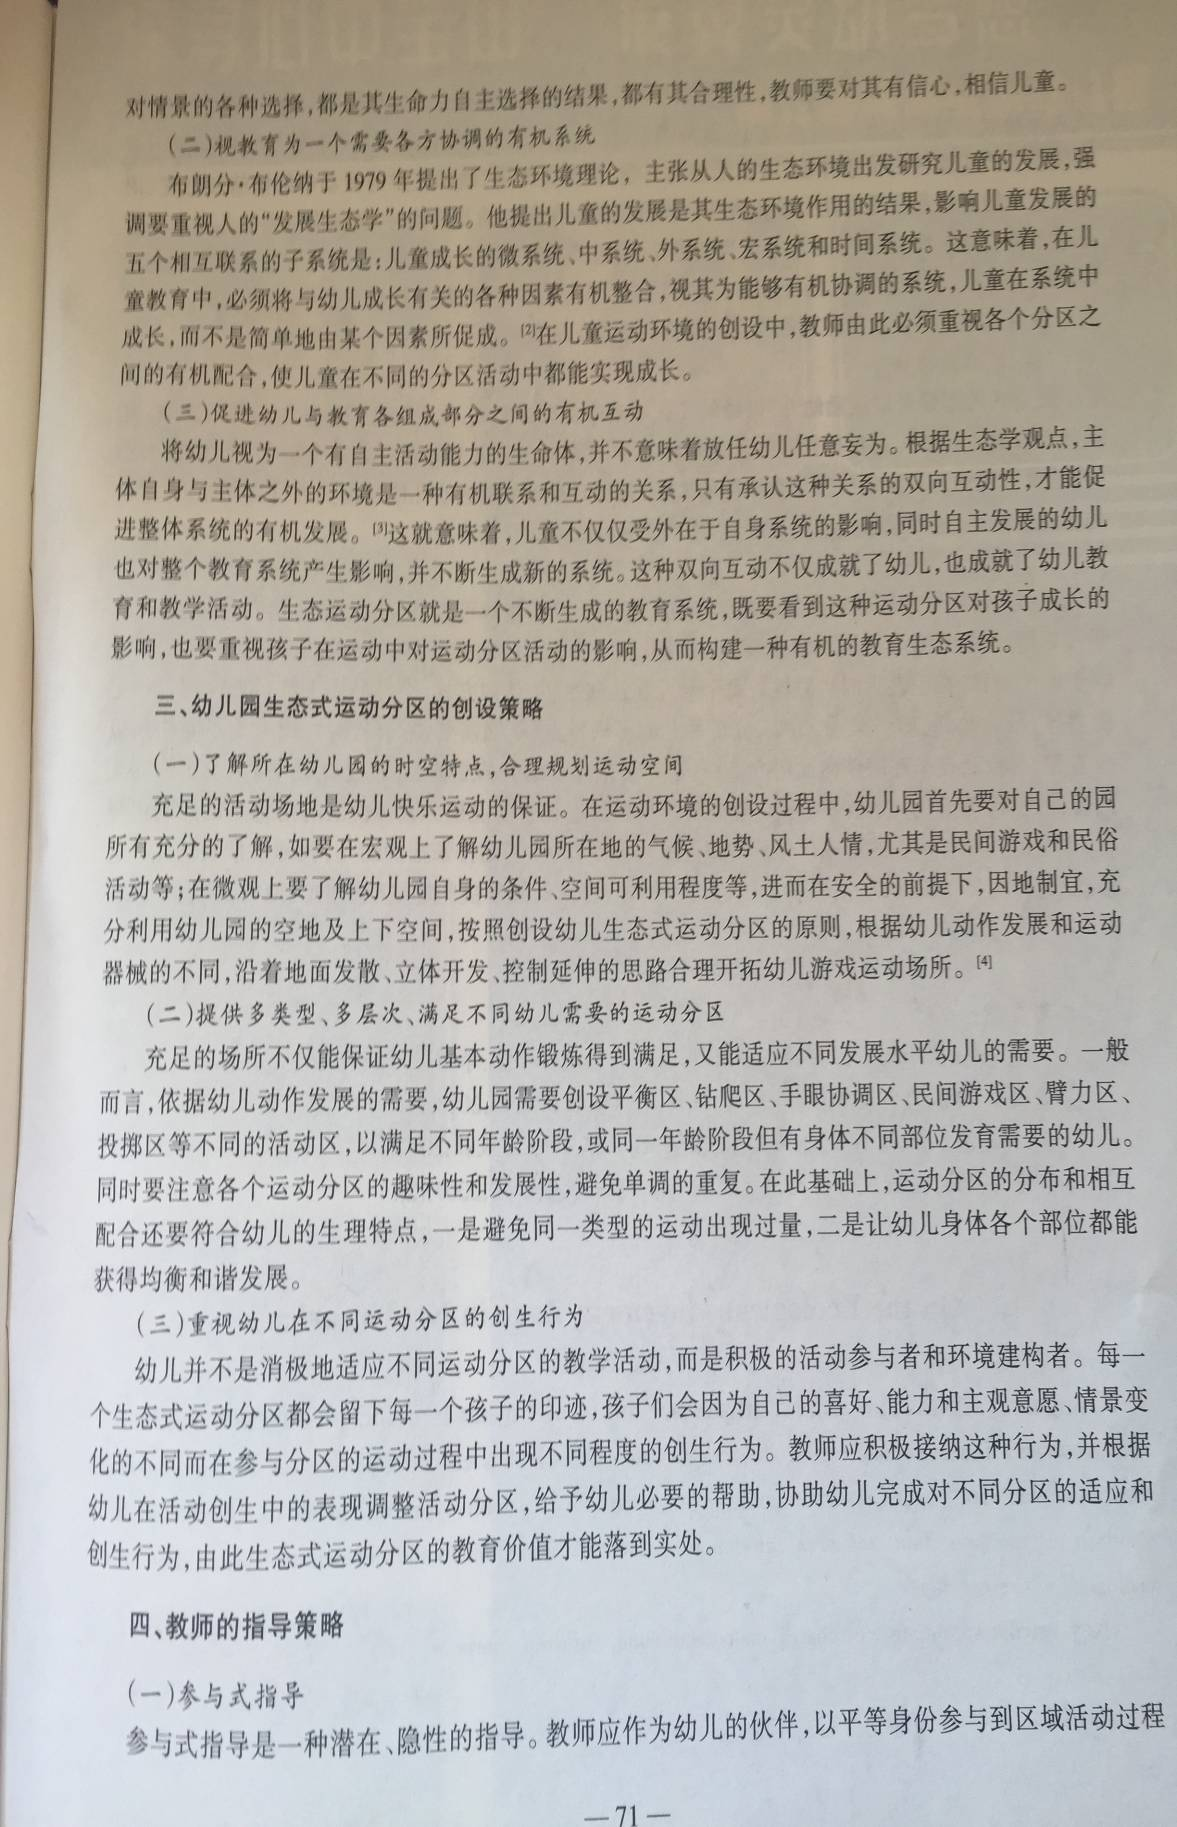 对情景的各种选择,都是其生命力自主选择的结果,都有其合理性,教师要对其有信心,相信儿童。
(二)视教育为一个需要各方协调的有机系统
布朗分·布伦纳于 1979 年提出了生态环境理论，主张从人的生态环境出发研究儿童的发展,强
调要重视人的“发展生态学”的问题。他提出儿童的发展是其生态环境作用的结果,影响儿童发展的
五个相互联系的子系统是:儿童成长的微系统、中系统、外系统、宏系统和时间系统。这意味着,在儿
童教育中,必须将与幼儿成长有关的各种因素有机整合,视其为能够有机协调的系统,儿童在系统中
成长,而不是简单地由某个因素所促成。[2]在儿童运动环境的创设中,教师由此必须重视各个分区之
间的有机配合,使儿童在不同的分区活动中都能实现成长。
(三)促进幼儿与教育各组成部分之间的有机互动
将幼儿视为一个有自主活动能力的生命体,并不意味着放任幼儿任意妄为。根据生态学观点,主
体自身与主体之外的环境是一种有机联系和互动的关系,只有承认这种关系的双向互动性,才能促
进整体系统的有机发展。[3]这就意味着,儿童不仅仅受外在于自身系统的影响,同时自主发展的幼儿
也对整个教育系统产生影响,并不断生成新的系统。这种双向互动不仅成就了幼儿,也成就了幼儿教
育和教学活动。生态运动分区就是一个不断生成的教育系统,既要看到这种运动分区对孩子成长的
影响,也要重视孩子在运动中对运动分区活动的影响,从而构建一种有机的教育生态系统。
三、幼儿园生态式运动分区的创设策略
(一)了解所在幼儿园的时空特点,合理规划运动空间
充足的活动场地是幼儿快乐运动的保证。在运动环境的创设过程中,幼儿园首先要对自己的园
所有充分的了解,如要在宏观上了解幼儿园所在地的气候、地势、风土人情,尤其是民间游戏和民俗
活动等;在微观上要了解幼儿园自身的条件、空间可利用程度等,进而在安全的前提下,因地制宜,充
分利用幼儿园的空地及上下空间,按照创设幼儿生态式运动分区的原则,根据幼儿动作发展和运动
器械的不同,沿着地面发散、立体开发、控制延伸的思路合理开拓幼儿游戏运动场所。[4]
(二)提供多类型、多层次、满足不同幼儿需要的运动分区
充足的场所不仅能保证幼儿基本动作锻炼得到满足,又能适应不同发展水平幼儿的需要。一般
而言,依据幼儿动作发展的需要,幼儿园需要创设平衡区、钻爬区、手眼协调区、民间游戏区、臂力区、
投掷区等不同的活动区,以满足不同年龄阶段,或同一年龄阶段但有身体不同部位发育需要的幼儿。
同时要注意各个运动分区的趣味性和发展性,避免单调的重复。在此基础上,运动分区的分布和相互
配合还要符合幼儿的生理特点,一是避免同一类型的运动出现过量,二是让幼儿身体各个部位都能
获得均衡和谐发展。
(三)重视幼儿在不同运动分区的创生行为
幼儿并不是消极地适应不同运动分区的教学活动,而是积极的活动参与者和环境建构者。每一
个生态式运动分区都会留下每一个孩子的印迹,孩子们会因为自己的喜好、能力和主观意愿、情景变
化的不同而在参与分区的运动过程中出现不同程度的创生行为。教师应积极接纳这种行为,并根据
幼儿在活动创生中的表现调整活动分区,给予幼儿必要的帮助,协助幼儿完成对不同分区的适应和
创生行为,由此生态式运动分区的教育价值才能落到实处。
四、教师的指导策略
(一)参与式指导
参与式指导是一种潜在、隐性的指导。教师应作为幼儿的伙伴,以平等身份参与到区域活动过程
— 71 —